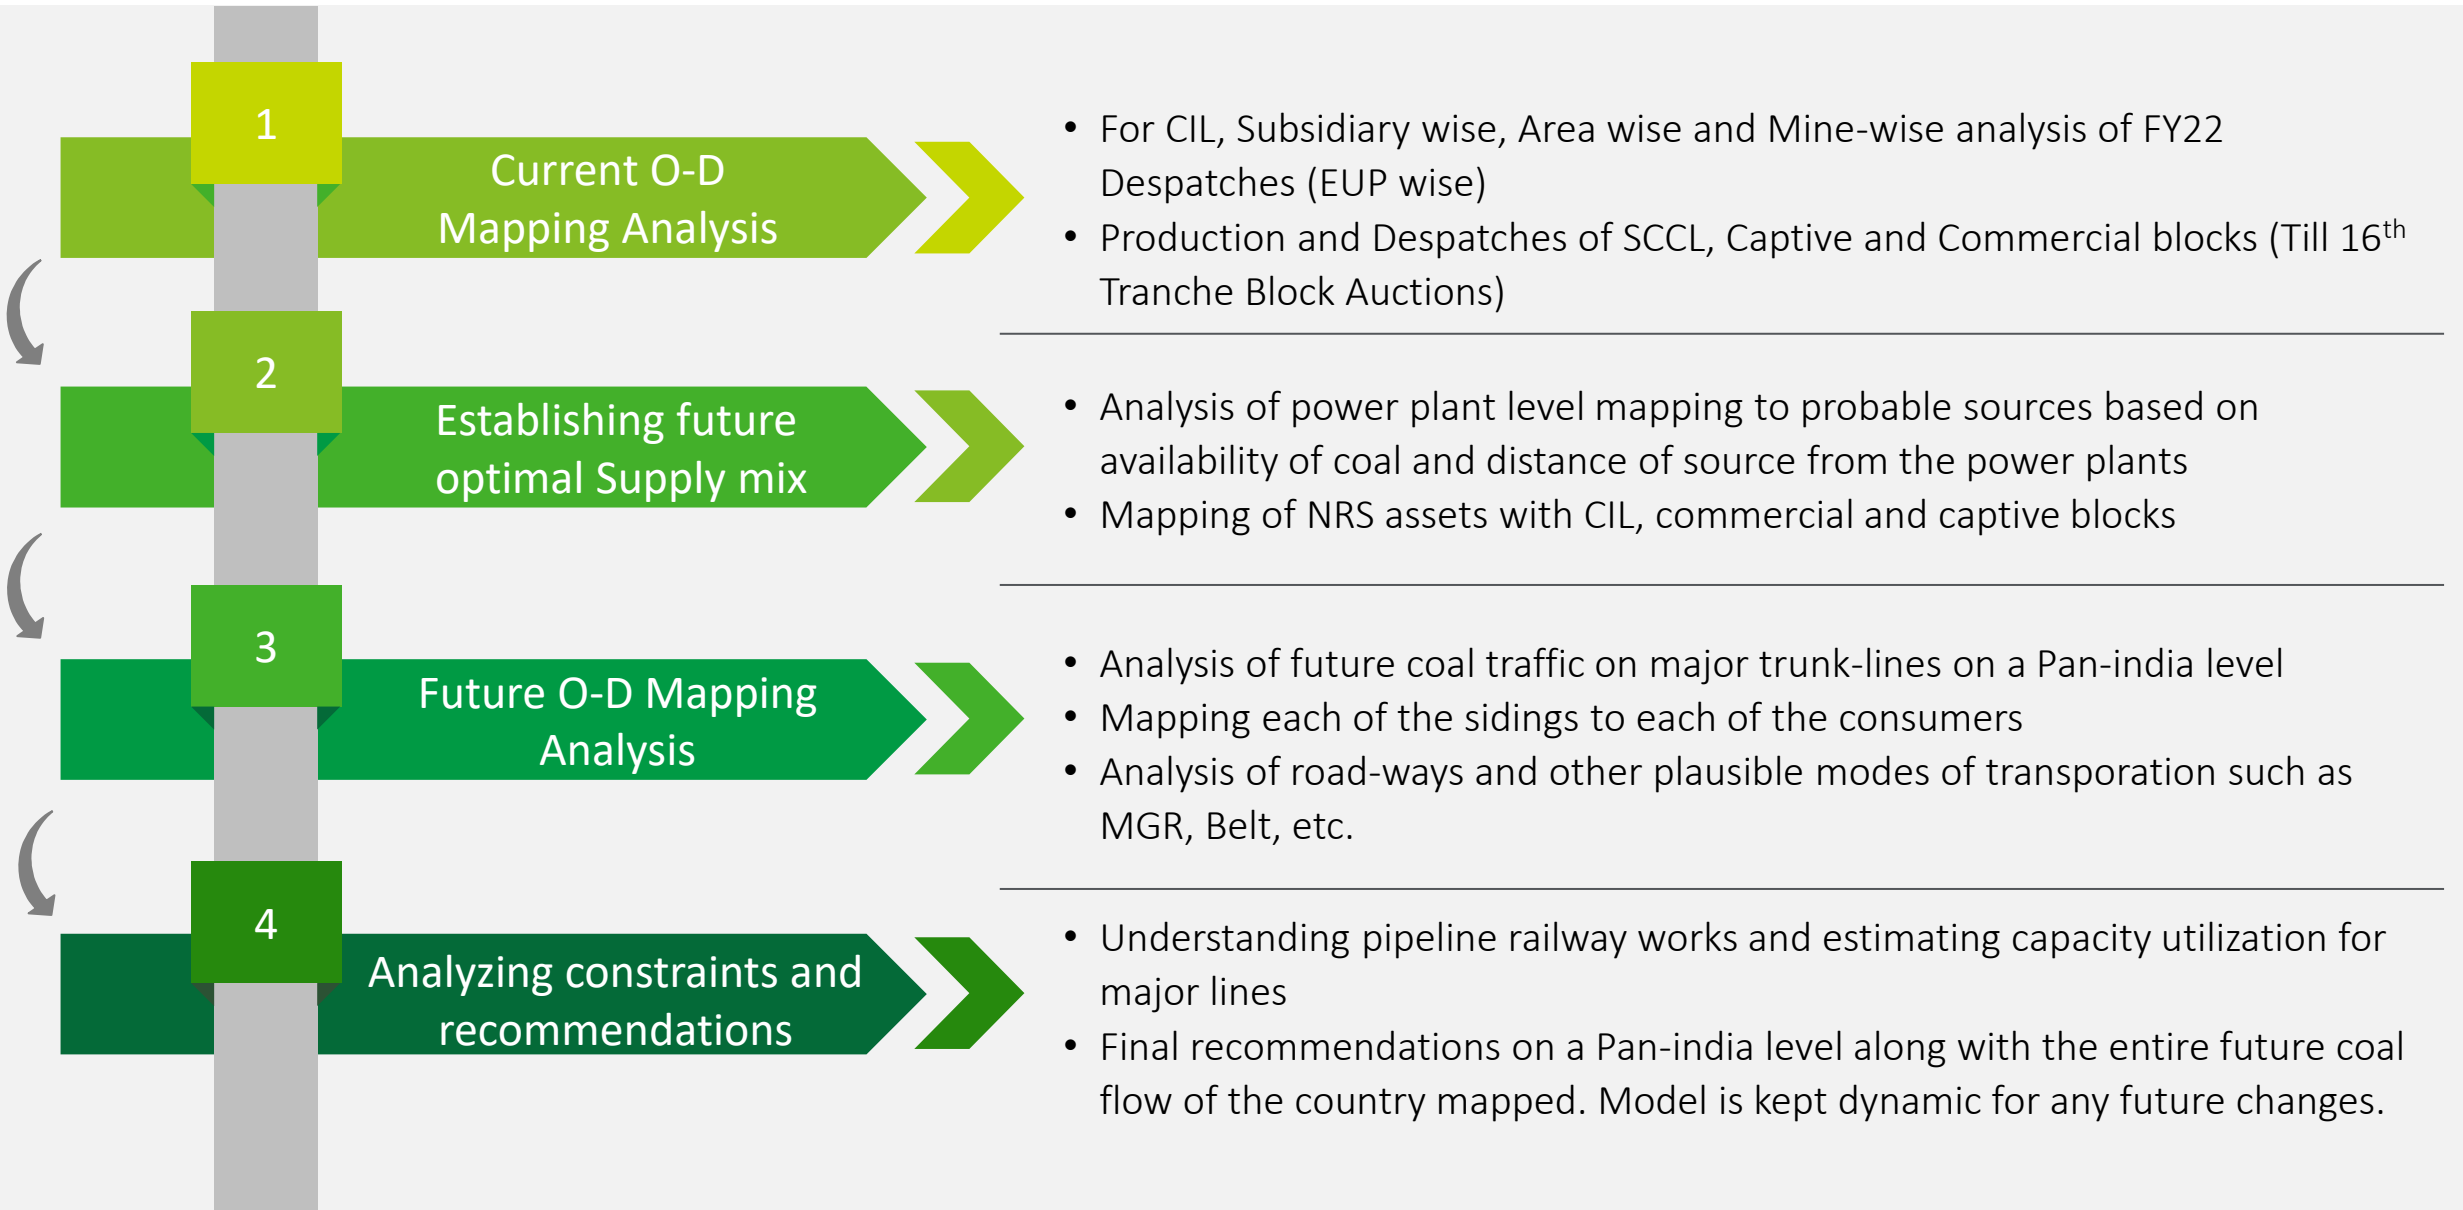 1
Current O-D
Mapping Analysis
• For CIL, Subsidiary wise, Area wise and Mine-wise analysis of FY22
Despatches (EUP wise)
• Production and Despatches of SCCL, Captive and Commercial blocks (Till 16th
Tranche Block Auctions)
2
Establishing future
optimal Supply mix
• Analysis of power plant level mapping to probable sources based on
availability of coal and distance of source from the power plants
• Mapping of NRS assets with CIL, commercial and captive blocks
3
Future O-D Mapping
Analysis
• Analysis of future coal traffic on major trunk-lines on a Pan-india level
• Mapping each of the sidings to each of the consumers
• Analysis of road-ways and other plausible modes of transporation such as
MGR, Belt, etc.
4
Analyzing constraints and
recommendations
• Understanding pipeline railway works and estimating capacity utilization for
major lines
• Final recommendations on a Pan-india level along with the entire future coal
flow of the country mapped. Model is kept dynamic for any future changes.